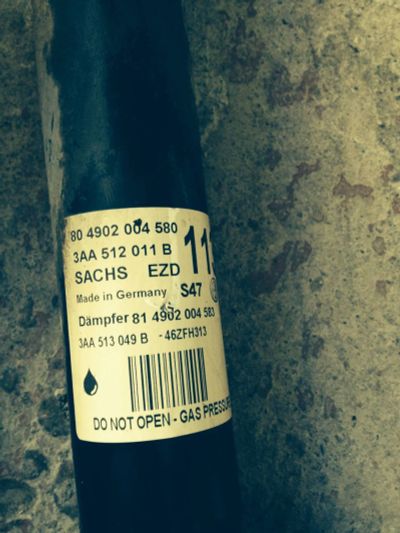 80 4902 004 580
3AA 512 011 B
SACHS EZD
Made in Germany S47
Dämpfer 81 4902 004 583
3AA 513 049 B -46ZFH313
DO NOT OPEN - GAS